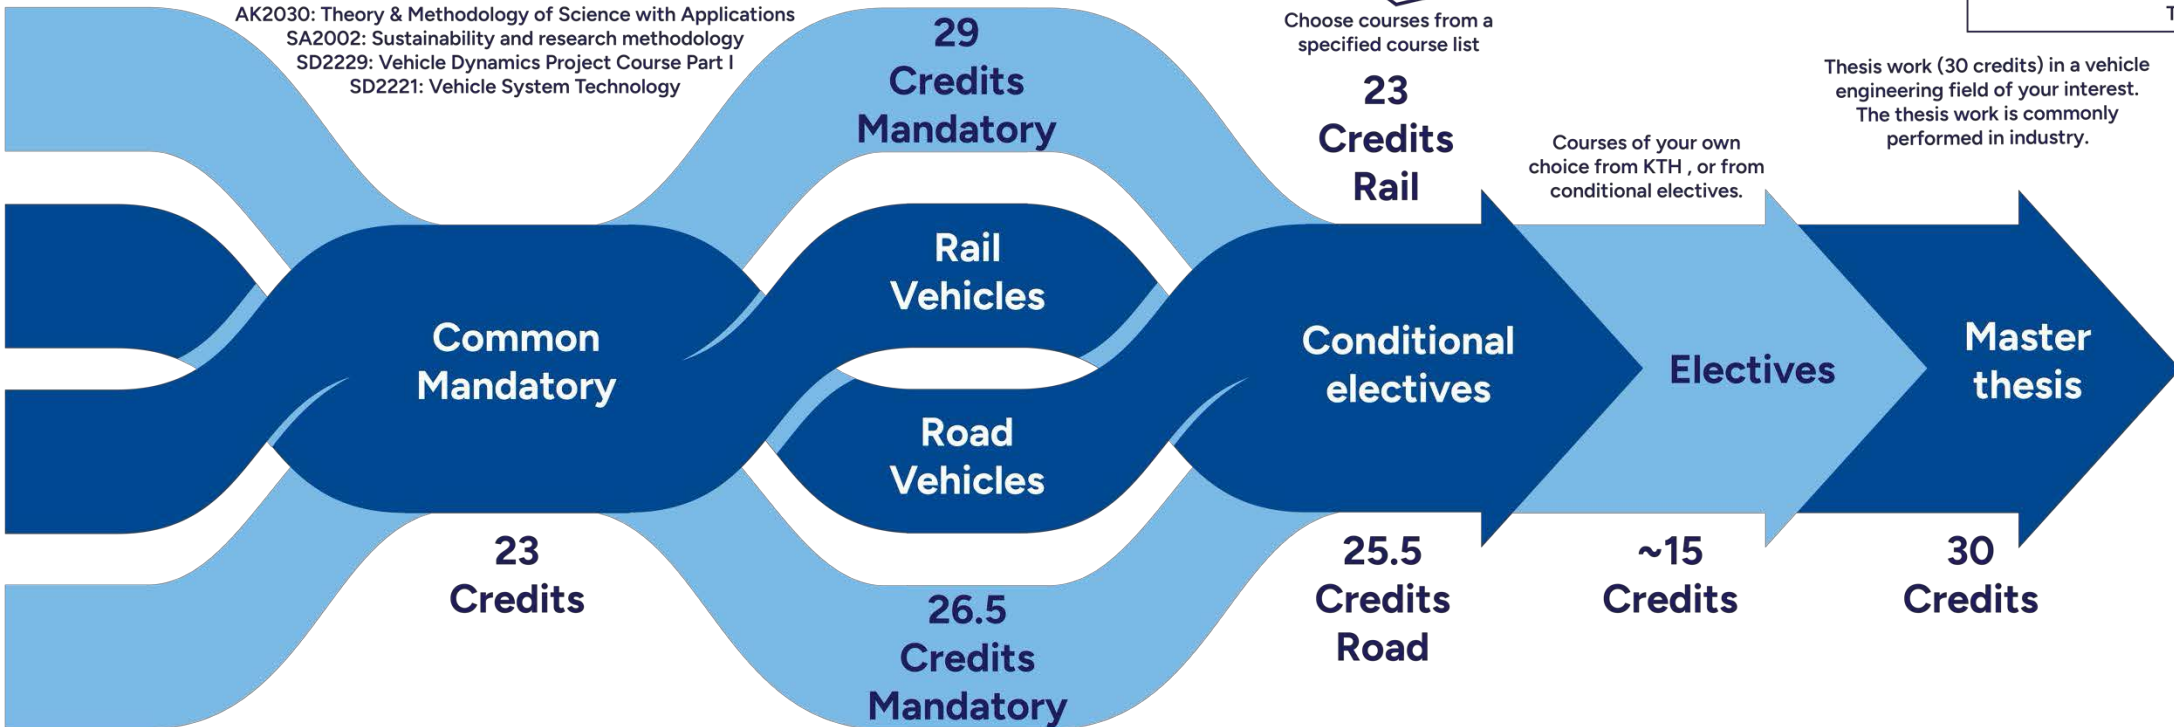 AK2030: Theory & Methodology of Science with Applications
SA2002: Sustainability and research methodology
SD2229: Vehicle Dynamics Project Course Part I
SD2221: Vehicle System Technology
Common
Mandatory
23
Credits
29
Credits
Mandatory
Rail
Vehicles
Road
Vehicles
26.5
Credits
Mandatory
Choose courses from a
specified course list
23
Credits
Rail
Conditional
electives
25.5
Credits
Road
Courses of your own
choice from KTH , or from
conditional electives.
Electives
~15
Credits
T
Thesis work (30 credits) in a vehicle
engineering field of your interest.
The thesis work is commonly
performed in industry.
Master
thesis
30
Credits